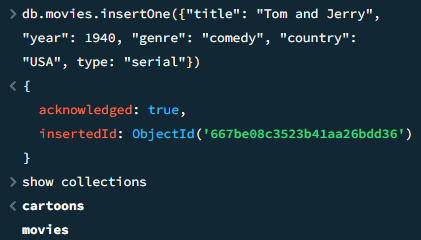 > db.movies.insertOne({"title": "Tom and Jerry",
"year": 1940, "genre": "comedy", "country":
"USA", type: "serial"})
< {
acknowledged: true,
insertedId: ObjectId('667be08c3523b41aa26bdd36')
}
> show collections
< cartoons
movies